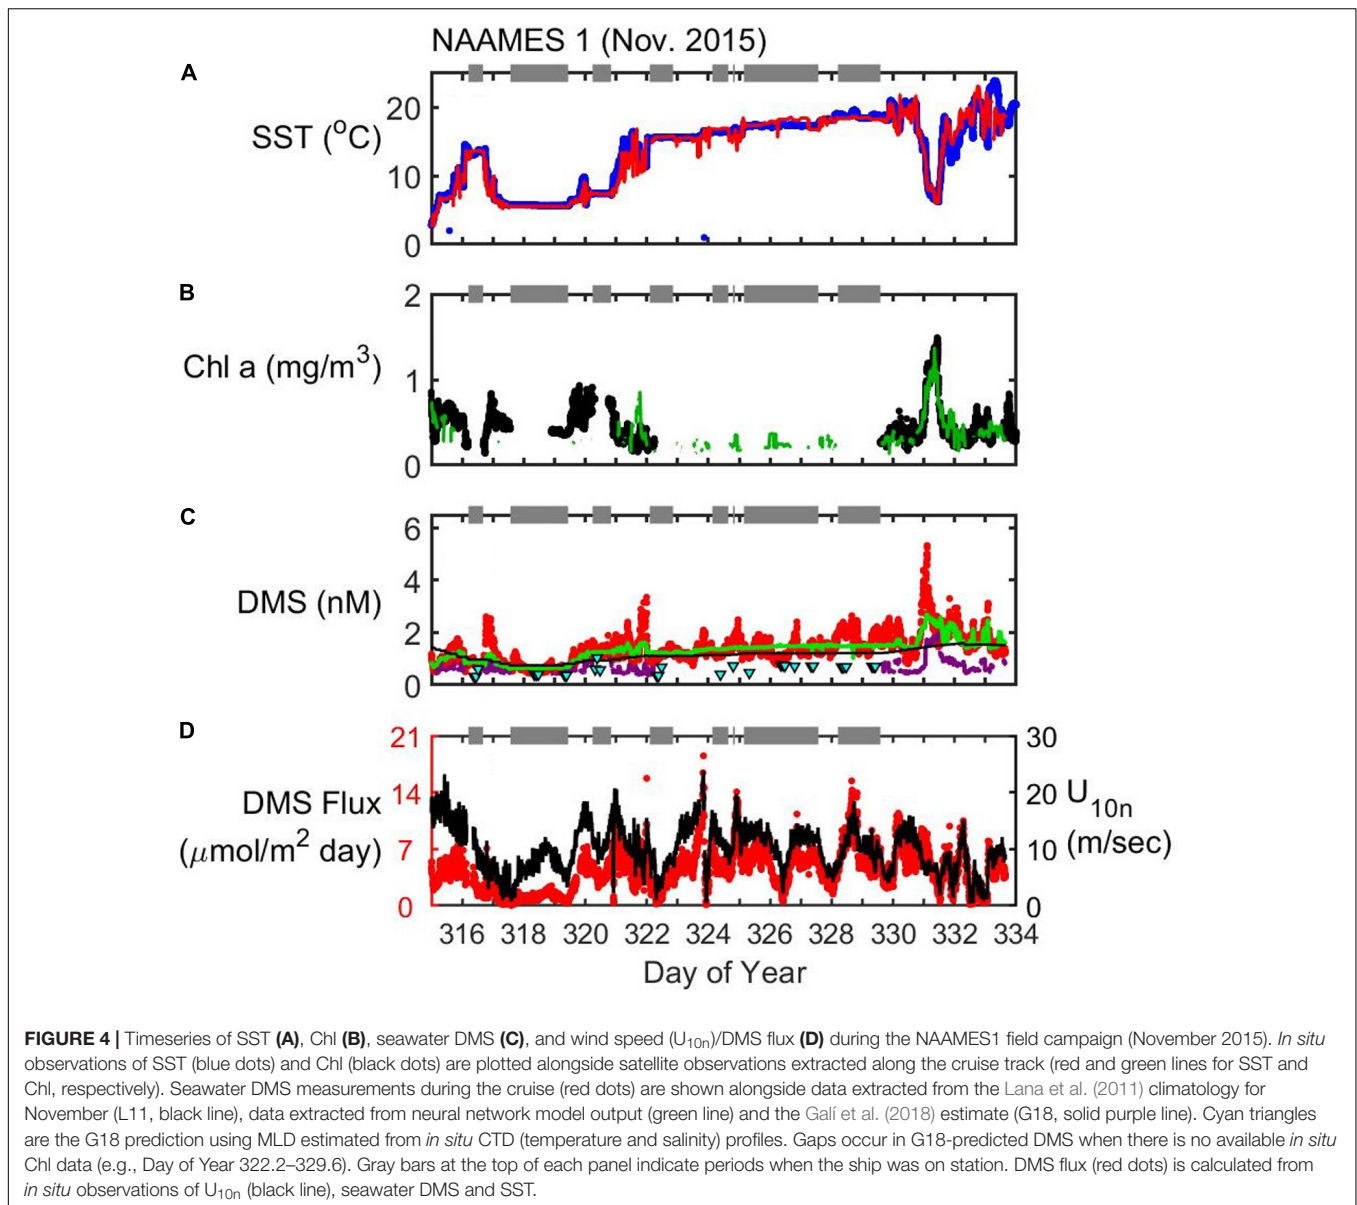 NAAMES 1 (Nov. 2015)
A
SST (°C)
20
10
0
B
Chl a (mg/m³)
2
1
0
C
DMS (nM)
6
4
2
0
D
DMS Flux
(μmol/m² day)
21
14
7
0
30
20
10
0
U₁₀ₙ
(m/sec)
316 318 320 322 324 326 328 330 332 334
Day of Year
FIGURE 4 | Timeseries of SST (A), Chl (B), seawater DMS (C), and wind speed (U₁₀ₙ)/DMS flux (D) during the NAAMES1 field campaign (November 2015). In situ
observations of SST (blue dots) and Chl (black dots) are plotted alongside satellite observations extracted along the cruise track (red and green lines for SST and
Chl, respectively). Seawater DMS measurements during the cruise (red dots) are shown alongside data extracted from the Lana et al. (2011) climatology for
November (L11, black line), data extracted from neural network model output (green line) and the Galí et al. (2018) estimate (G18, solid purple line). Cyan triangles
are the G18 prediction using MLD estimated from in situ CTD (temperature and salinity) profiles. Gaps occur in G18-predicted DMS when there is no available in situ
Chl data (e.g., Day of Year 322.2–329.6). Gray bars at the top of each panel indicate periods when the ship was on station. DMS flux (red dots) is calculated from
in situ observations of U₁₀ₙ (black line), seawater DMS and SST.